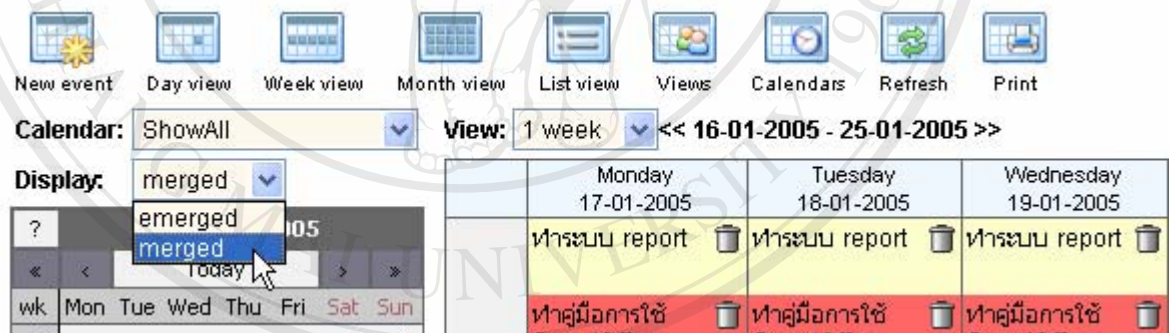 New event Day view Week view Month view List view Views Calendars Refresh Print
Calendar: ShowAll View: 1 week << 16-01-2005 - 25-01-2005 >>
Display: merged
emerged
merged
? 005
« < Today > »
wk Mon Tue Wed Thu Fri Sat Sun
Monday Tuesday Wednesday
17-01-2005 18-01-2005 19-01-2005
ทำระบบ report ทำระบบ report ทำระบบ report
ทำคู่มือการใช้ ทำคู่มือการใช้ ทำคู่มือการใช้
UNIVERSITY